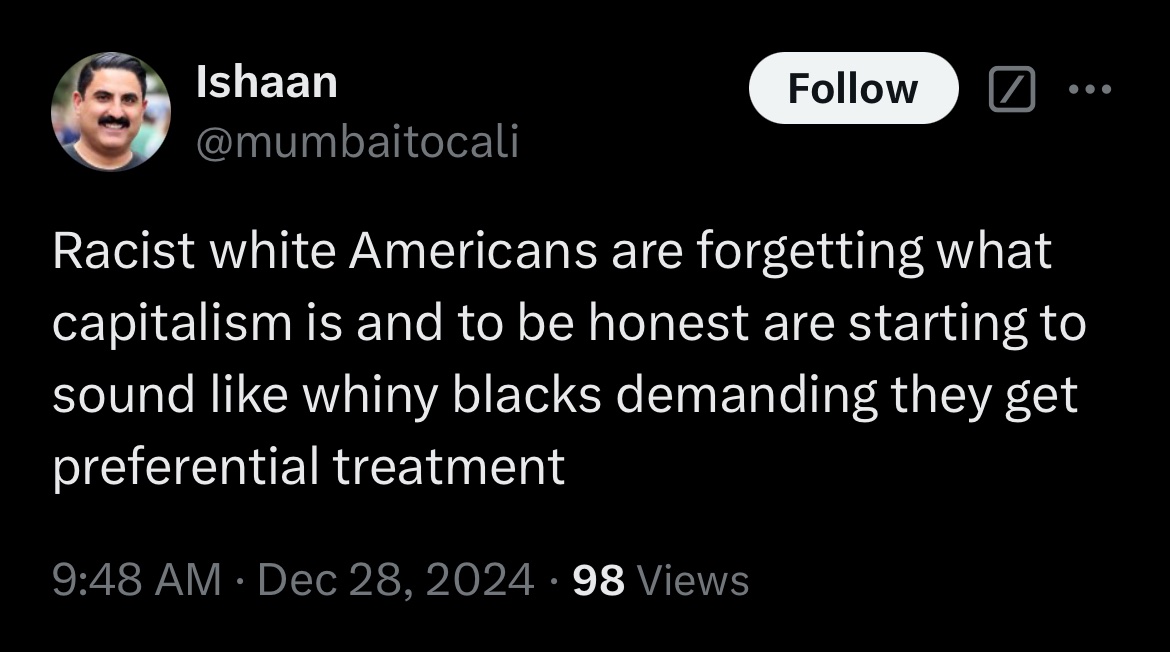 Ishaan
@mumbaitocali
Follow
Racist white Americans are forgetting what
capitalism is and to be honest are starting to
sound like whiny blacks demanding they get
preferential treatment
9:48 AM · Dec 28, 2024 · 98 Views